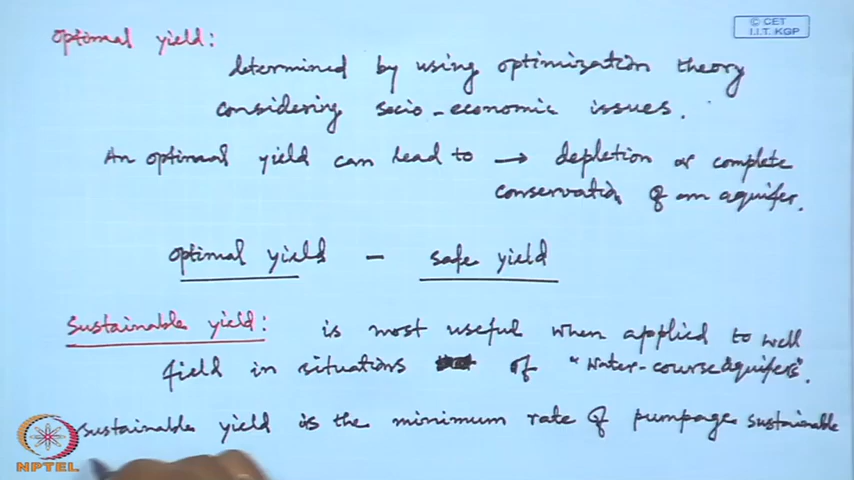 © CET
I.I.T. KGP
Optimal yield:
determined by using optimization theory
considering socio-economic issues.
An optimal yield can lead to → depletion or complete
conservation of an aquifer.
Optimal yield - safe yield
Sustainable yield: is most useful when applied to well
field in situations of "Water-course aquifers".
Sustainable yield is the minimum rate of pumpage sustainable
NPTEL